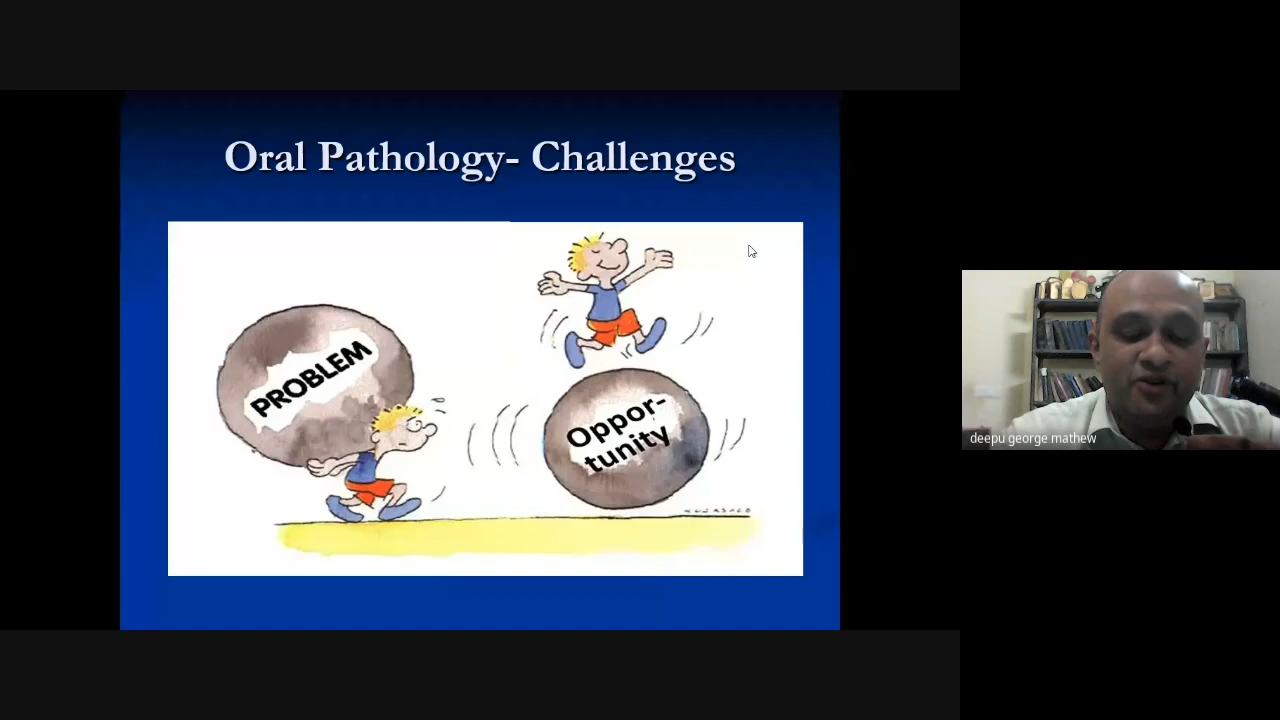 Oral Pathology- Challenges
PROBLEM
Oppor-
tunity
deepu george mathew